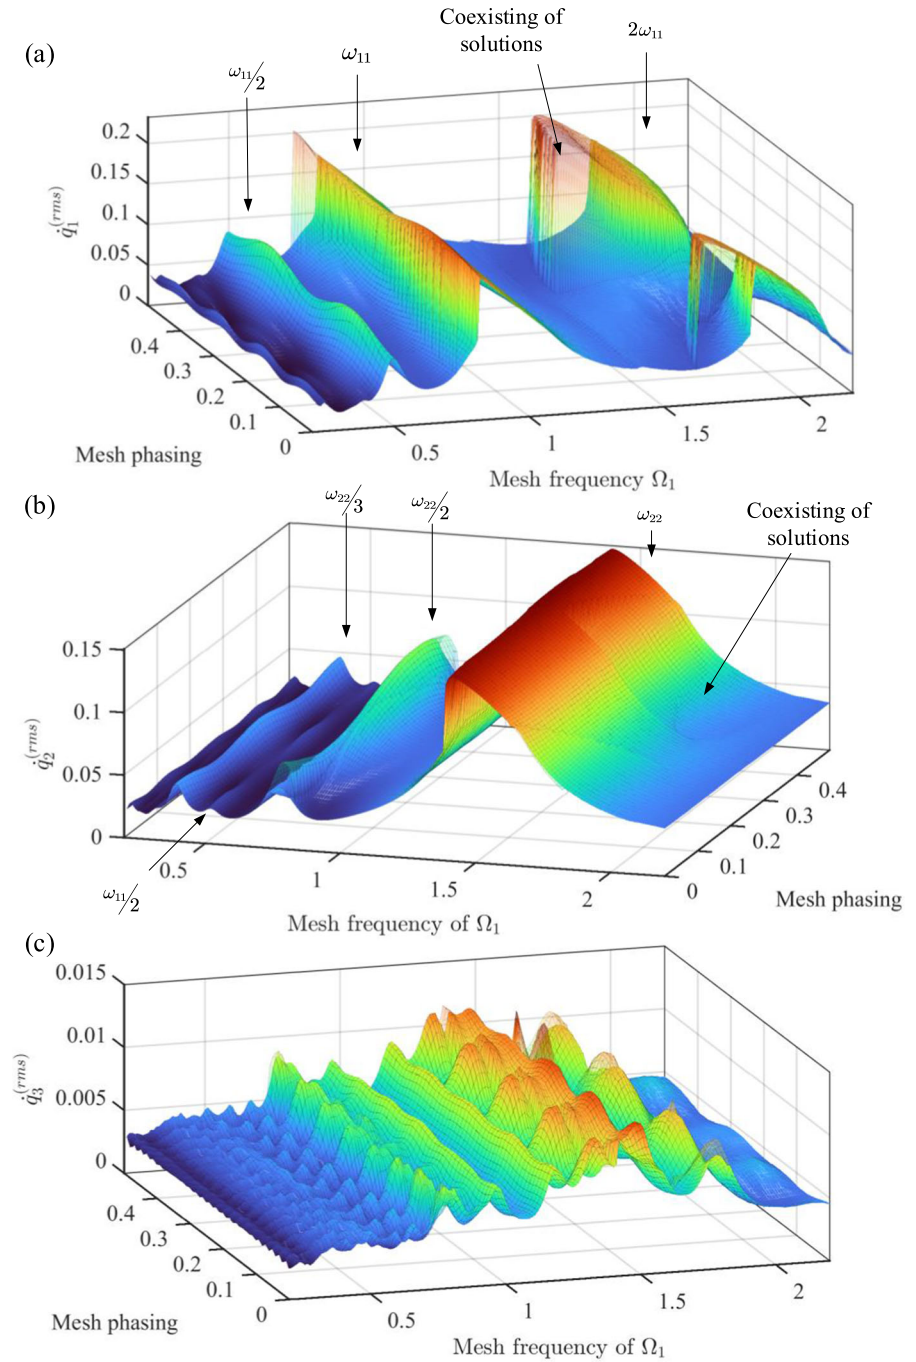 (a)
Coexisting of
solutions
2ω₁₁
ω₁₁
ω₁₁/2
0.2
0.15
0.1
0.05
0
q̇₁⁽ʳᵐˢ⁾
0.4
0.3
0.2
0.1
0
Mesh phasing
0.5
1
1.5
2
Mesh frequency Ω₁
(b)
ω₂₂/3
ω₂₂/2
ω₂₂
Coexisting of
solutions
0.15
0.1
0.05
0
q̇₂⁽ʳᵐˢ⁾
ω₁₁/2
0.5
1
1.5
2
Mesh frequency of Ω₁
0.4
0.3
0.2
0.1
0
Mesh phasing
(c)
0.015
0.01
0.005
0
q̇₃⁽ʳᵐˢ⁾
0.4
0.3
0.2
0.1
0
Mesh phasing
0.5
1
1.5
2
Mesh frequency of Ω₁